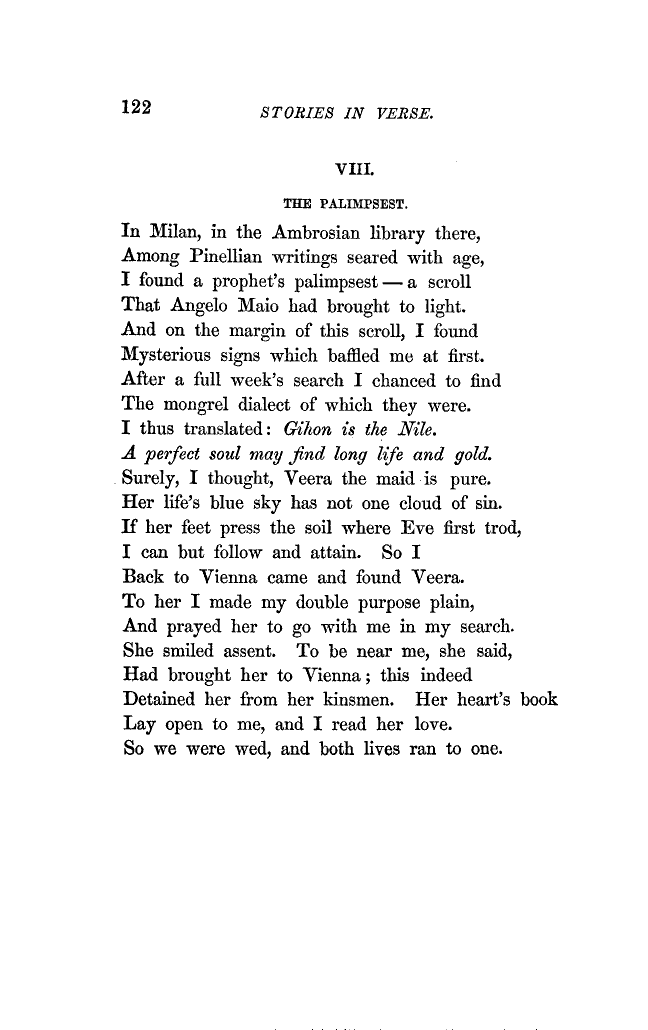 122 STORIES IN VERSE.
VIII.
THE PALIMPSEST.
In Milan, in the Ambrosian library there,
Among Pinellian writings seared with age,
I found a prophet's palimpsest — a scroll
That Angelo Maio had brought to light.
And on the margin of this scroll, I found
Mysterious signs which baffled me at first.
After a full week's search I chanced to find
The mongrel dialect of which they were.
I thus translated: Gihon is the Nile.
A perfect soul may find long life and gold.
Surely, I thought, Veera the maid is pure.
Her life's blue sky has not one cloud of sin.
If her feet press the soil where Eve first trod,
I can but follow and attain. So I
Back to Vienna came and found Veera.
To her I made my double purpose plain,
And prayed her to go with me in my search.
She smiled assent. To be near me, she said,
Had brought her to Vienna; this indeed
Detained her from her kinsmen. Her heart's book
Lay open to me, and I read her love.
So we were wed, and both lives ran to one.